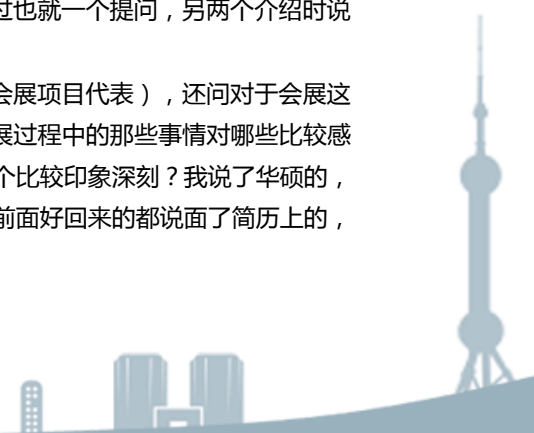 过也就一个提问，另两个介绍时说
会展项目代表），还问对于会展这
展过程中的那些事情对哪些比较感
个比较印象深刻？我说了华硕的，
前面好回来的都说面了简历上的，